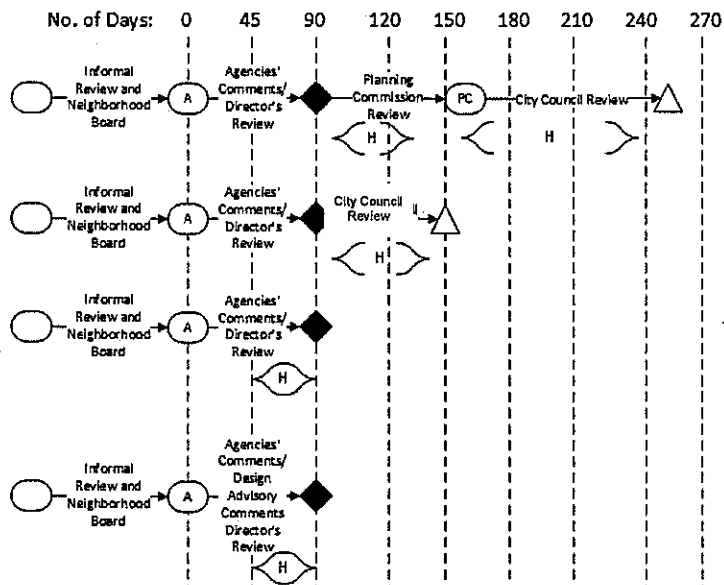 No. of Days: 0 45 90 120 150 180 210 240 270
Informal
Review and
Neighborhood
Board
A
Agencies'
Comments/
Director's
Review
Planning
Commission
Review
PC
City Council Review
H
H
Informal
Review and
Neighborhood
Board
A
Agencies'
Comments/
Director's
Review
City Council
Review
H
Informal
Review and
Neighborhood
Board
A
Agencies'
Comments/
Director's
Review
H
Informal
Review and
Neighborhood
Board
A
Agencies'
Comments/
Design
Advisory
Comments
Director's
Review
H